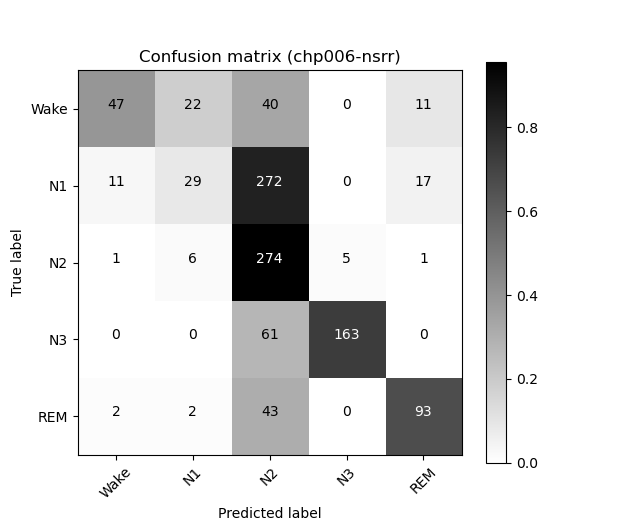 Confusion matrix (chp006-nsrr)
Wake 47 22 40 0 11
N1 11 29 272 0 17
N2 1 6 274 5 1
N3 0 0 61 163 0
REM 2 2 43 0 93
Wake N1 N2 N3 REM
True label
Predicted label
0.8
0.6
0.4
0.2
0.0